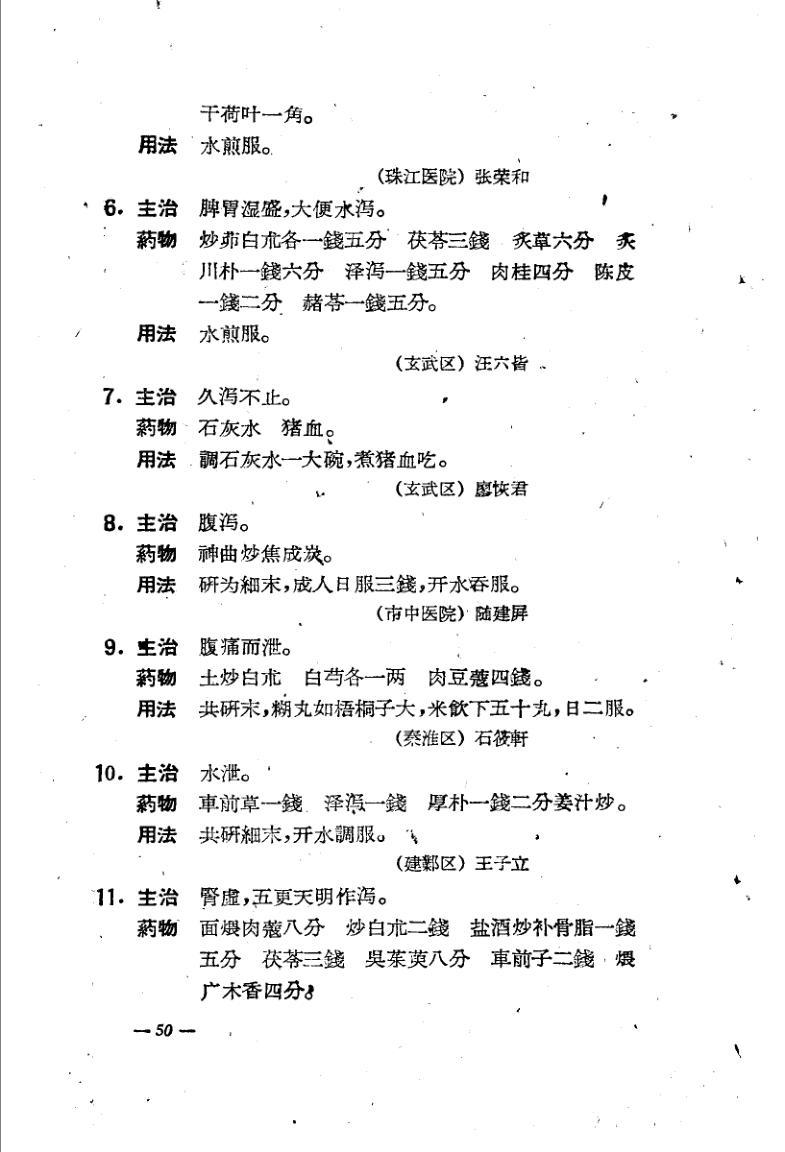 干荷叶一角。
用法 水煎服。
(珠江医院) 张荣和
6. 主治 脾胃湿盛,大便水泻。
药物 炒茆白朮各一錢五分 茯苓三錢 炙草六分 炙
川朴一錢六分 泽泻一錢五分 肉桂四分 陈皮
一錢二分 赭苓一錢五分。
用法 水煎服。
(玄武区) 汪六皆
7. 主治 久泻不止。
药物 石灰水 猪血。
用法 調石灰水一大碗,煮猪血吃。
(玄武区) 廖恢君
8. 主治 腹泻。
药物 神曲炒焦成炭。
用法 研为細末,成人日服三錢,开水吞服。
(市中医院) 随建屏
9. 主治 腹痛而泄。
药物 土炒白朮 白芍各一两 肉豆蔻四錢。
用法 共研末,糊丸如梧桐子大,米飲下五十丸,日二服。
(秦淮区) 石筱軒
10. 主治 水泄。
药物 車前草一錢 泽泻一錢 厚朴一錢二分姜汁炒。
用法 共研細末,开水調服。
(建鄴区) 王子立
11. 主治 腎虛,五更天明作泻。
药物 面煨肉蔻八分 炒白朮二錢 盐酒炒补骨脂一錢
五分 茯苓三錢 吳茱萸八分 車前子二錢 煨
广木香四分。
— 50 —